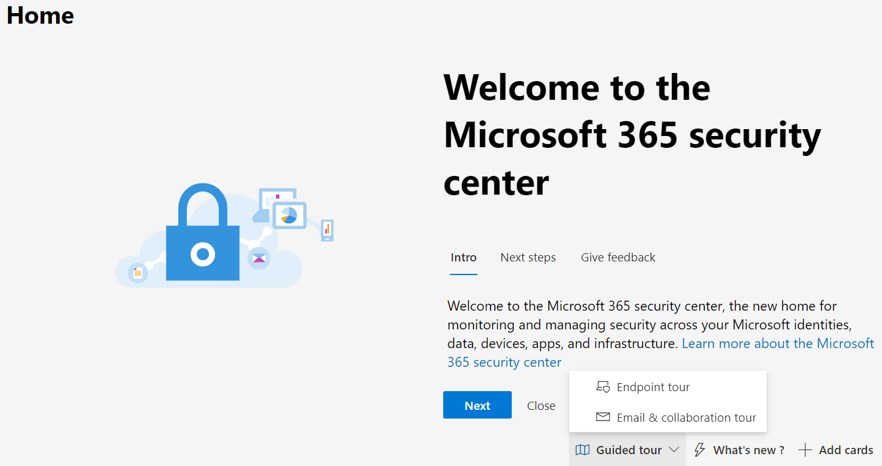 Home
Welcome to the
Microsoft 365 security
center
Intro Next steps Give feedback
Welcome to the Microsoft 365 security center, the new home for
monitoring and managing security across your Microsoft identities,
data, devices, apps, and infrastructure. Learn more about the Microsoft
365 security center
Endpoint tour
Next Close
Email & collaboration tour
Guided tour What's new ? Add cards